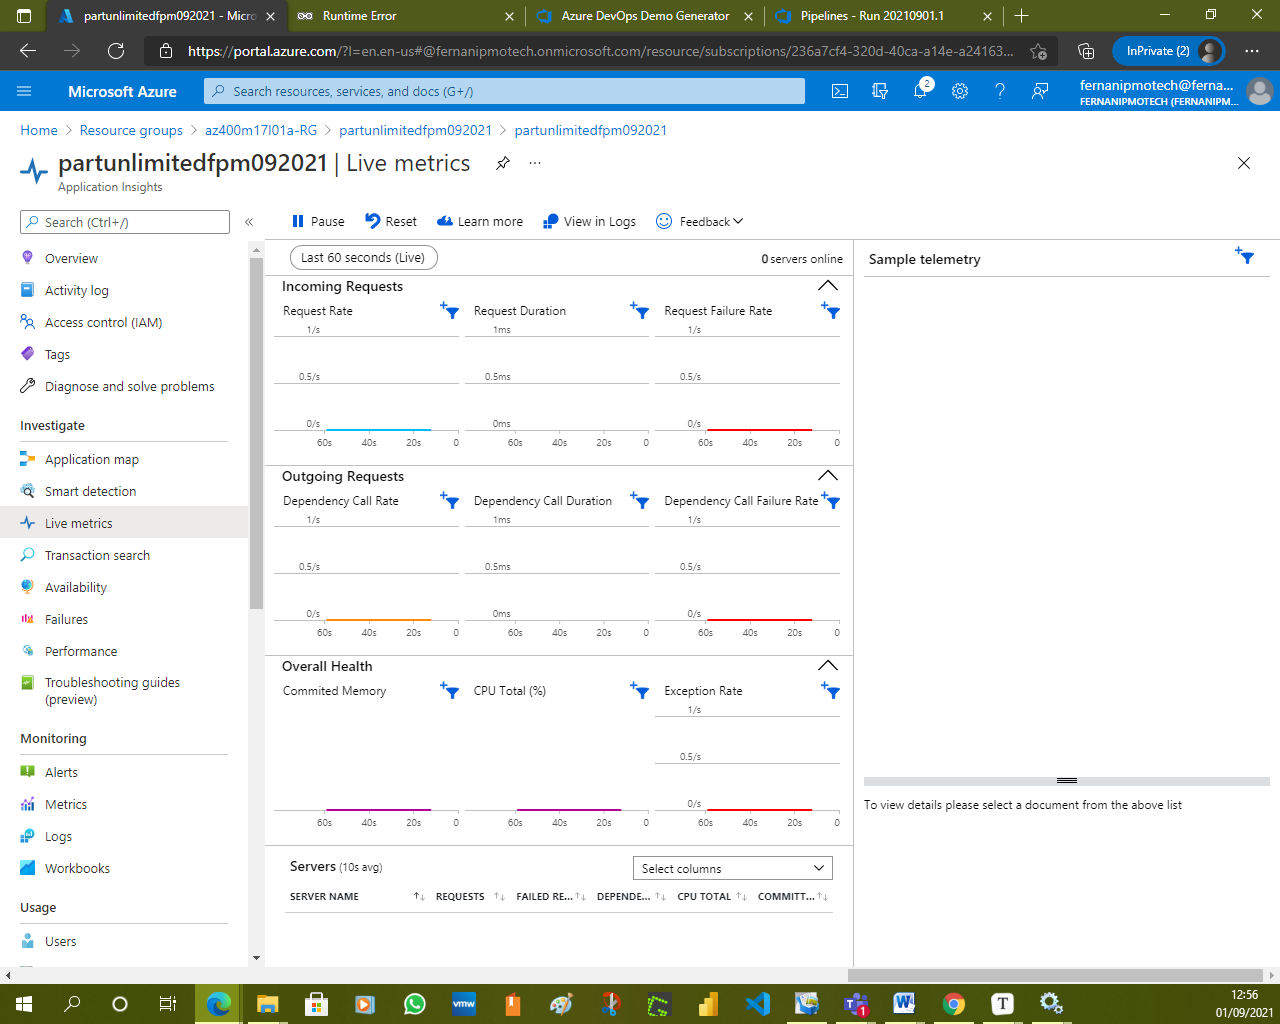 partunlimitedfpm092021 - Micro
Runtime Error
Azure DevOps Demo Generator
Pipelines - Run 20210901.1
https://portal.azure.com/?l=en.en-us#@fernanipmotech.onmicrosoft.com/resource/subscriptions/236a7cf4-320d-40ca-a14e-a24163...
InPrivate (2)
Microsoft Azure
Search resources, services, and docs (G+/)
2
fernanipmotech@ferna...
FERNANIPMOTECH (FERNANIPM...
Home
Resource groups
az400m17l01a-RG
partunlimitedfpm092021
partunlimitedfpm092021
partunlimitedfpm092021 | Live metrics
Application Insights
Search (Ctrl+/)
Overview
Activity log
Access control (IAM)
Tags
Diagnose and solve problems
Investigate
Application map
Smart detection
Live metrics
Transaction search
Availability
Failures
Performance
Troubleshooting guides
(preview)
Monitoring
Alerts
Metrics
Logs
Workbooks
Usage
Users
Pause
Reset
Learn more
View in Logs
Feedback
Last 60 seconds (Live)
0 servers online
Incoming Requests
Request Rate
1/s
0.5/s
0/s
60s 40s 20s 0
Request Duration
1ms
0.5ms
0ms
60s 40s 20s 0
Request Failure Rate
1/s
0.5/s
0/s
60s 40s 20s 0
Outgoing Requests
Dependency Call Rate
1/s
0.5/s
0/s
60s 40s 20s 0
Dependency Call Duration
1ms
0.5ms
0ms
60s 40s 20s 0
Dependency Call Failure Rate
1/s
0.5/s
0/s
60s 40s 20s 0
Overall Health
Commited Memory
60s 40s 20s 0
CPU Total (%)
60s 40s 20s 0
Exception Rate
1/s
0.5/s
0/s
60s 40s 20s 0
Servers (10s avg)
Select columns
SERVER NAME
REQUESTS
FAILED RE...
DEPENDE...
CPU TOTAL
COMMITT...
Sample telemetry
To view details please select a document from the above list
vmw
1
W
T
12:56
01/09/2021